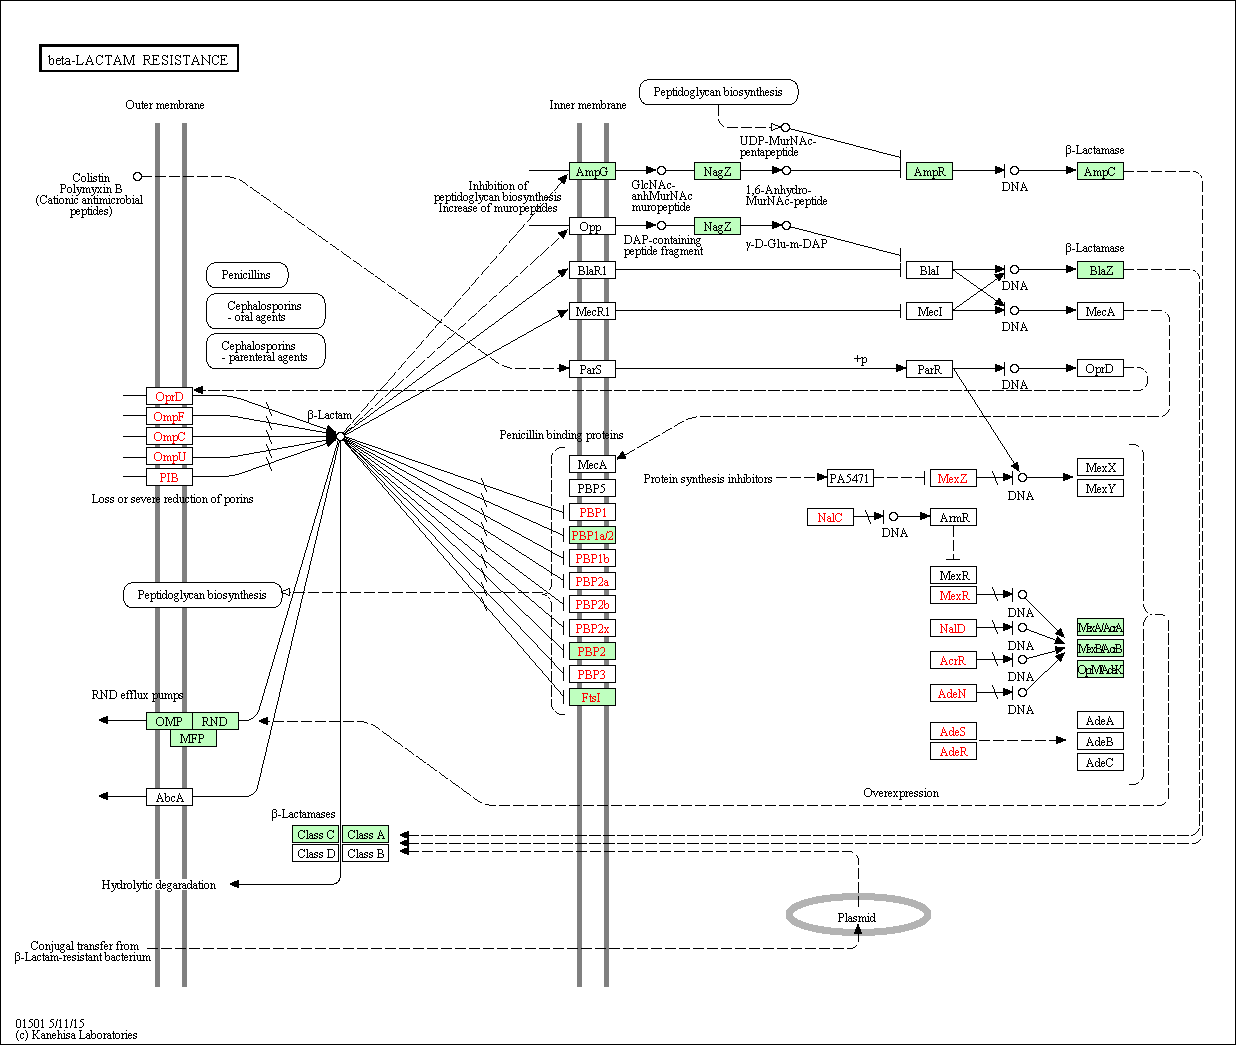 beta-LACTAM RESISTANCE
Outer membrane
Inner membrane
Peptidoglycan biosynthesis
UDP-MurNAc-
pentapeptide
β-Lactamase
Colistin
Polymyxin B
(Cationic antimicrobial
peptides)
Inhibition of
peptidoglycan biosynthesis
Increase of muropeptides
AmpG
GlcNAc-
anhMurNAc
muropeptide
NagZ
1,6-Anhydro-
MurNAc-peptide
AmpR
DNA
AmpC
Opp
DAP-containing
peptide fragment
NagZ
γ-D-Glu-m-DAP
β-Lactamase
Penicillins
BlaR1
BlaI
DNA
BlaZ
Cephalosporins
- oral agents
MecR1
MecI
DNA
MecA
Cephalosporins
- parenteral agents
ParS
+p
ParR
DNA
OprD
OprD
OmpF
OmpC
OmpU
PIB
Loss or severe reduction of porins
β-Lactam
Penicillin binding proteins
MecA
PBP5
PBP1
PBP1a/2
PBP1b
PBP2a
PBP2b
PBP2x
PBP2
PBP3
FtsI
Protein synthesis inhibitors
PA5471
MexZ
DNA
MexX
MexY
NalC
DNA
ArmR
MexR
MexR
DNA
NalD
DNA
AcrR
DNA
AdeN
DNA
MexA/AcrA
MexB/AcrB
OprM/AdeK
AdeS
AdeR
AdeA
AdeB
AdeC
Peptidoglycan biosynthesis
RND efflux pumps
OMP
RND
MFP
AbcA
Overexpression
β-Lactamases
Class C
Class A
Class D
Class B
Hydrolytic degaradation
Plasmid
Conjugal transfer from
β-Lactam-resistant bacterium
01501 5/11/15
(c) Kanehisa Laboratories